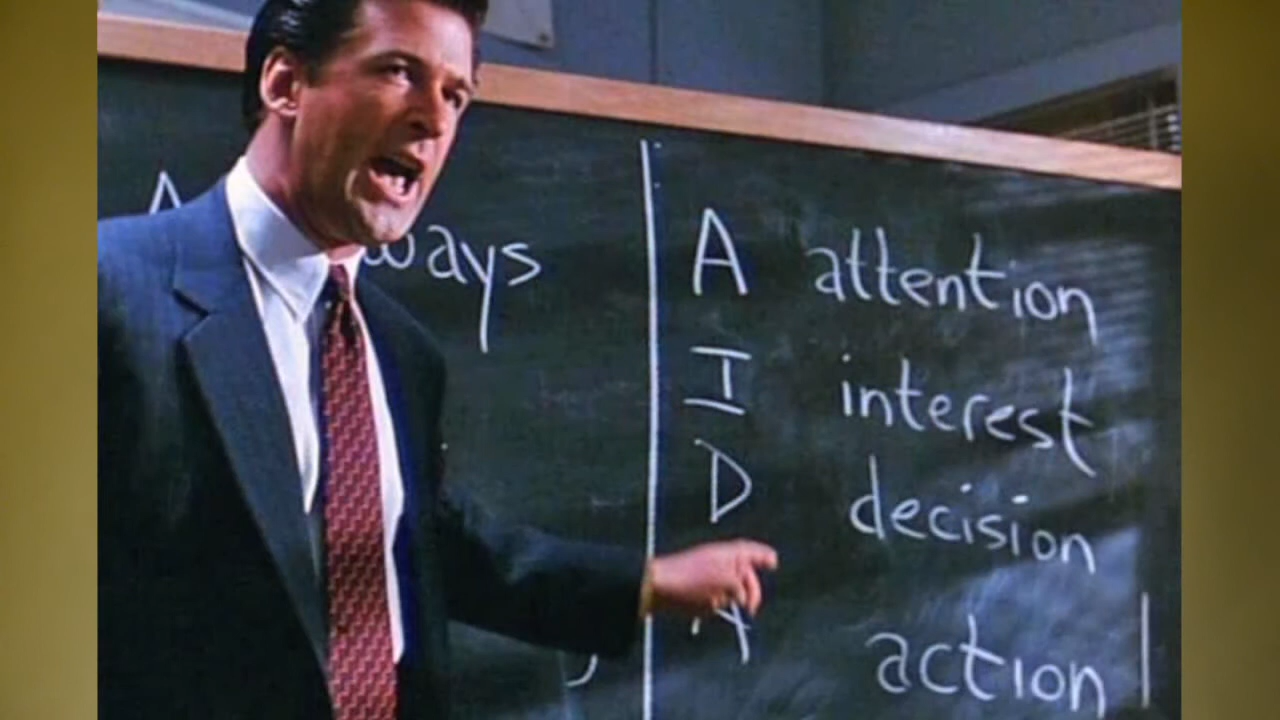 A ways
A attention
I interest
D decision
A action